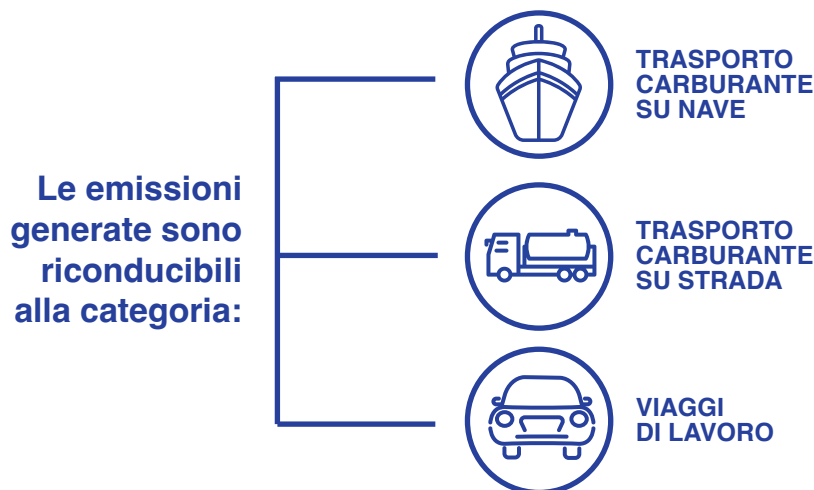 Le emissioni
generate sono
riconducibili
alla categoria:
TRASPORTO
CARBURANTE
SU NAVE
TRASPORTO
CARBURANTE
SU STRADA
VIAGGI
DI LAVORO